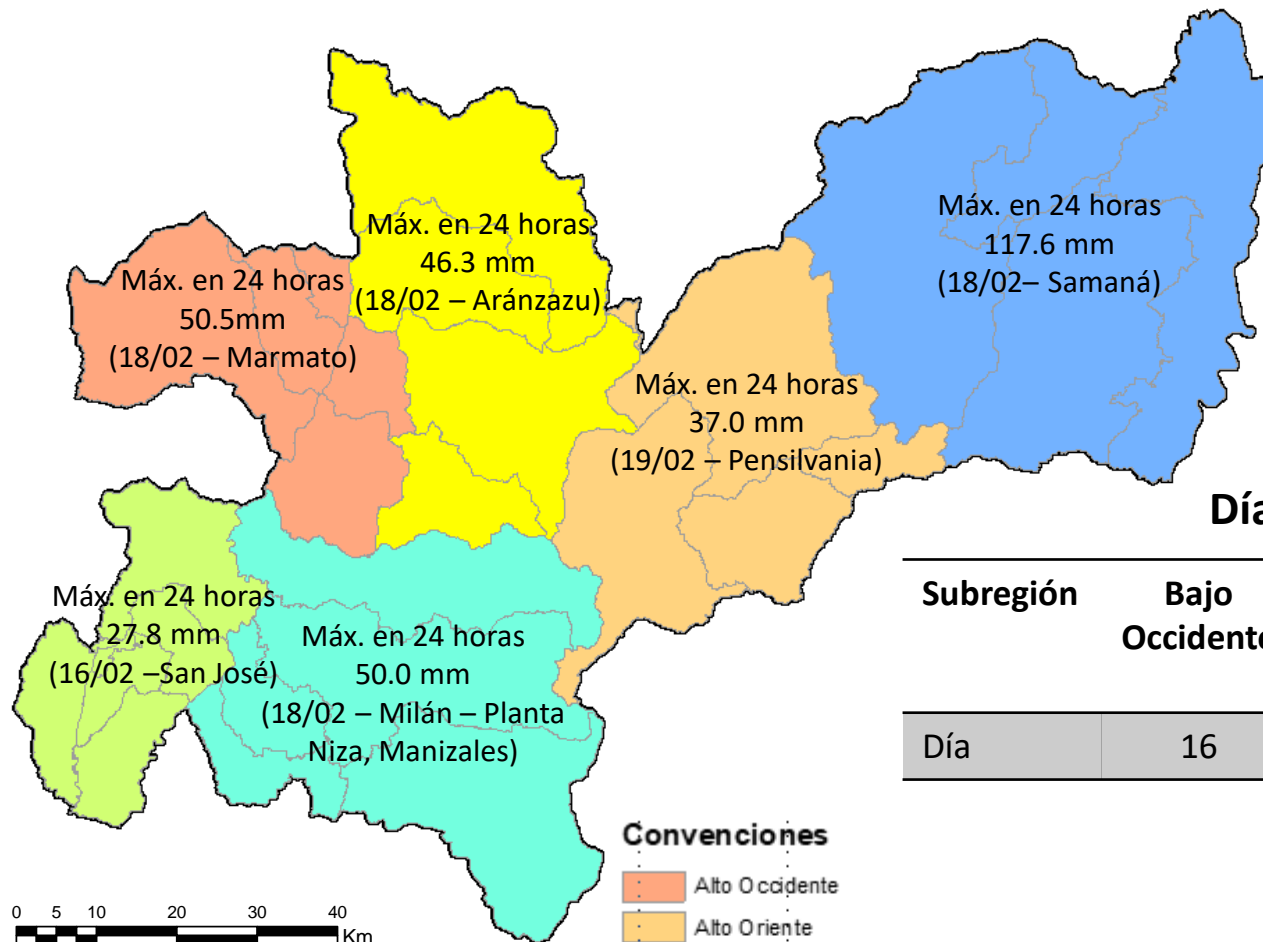 Máx. en 24 horas
46.3 mm
(18/02 – Aránzazu)
Máx. en 24 horas
50.5mm
(18/02 – Marmato)
Máx. en 24 horas
117.6 mm
(18/02– Samaná)
Máx. en 24 horas
37.0 mm
(19/02 – Pensilvania)
Máx. en 24 horas
27.8 mm
(16/02 –San José)
Máx. en 24 horas
50.0 mm
(18/02 – Milán – Planta
Niza, Manizales)
Día
Subregión
Bajo
Occidente
Día 16
Convenciones
Alto Occidente
Alto Oriente
0 5 10 20 30 40
Km